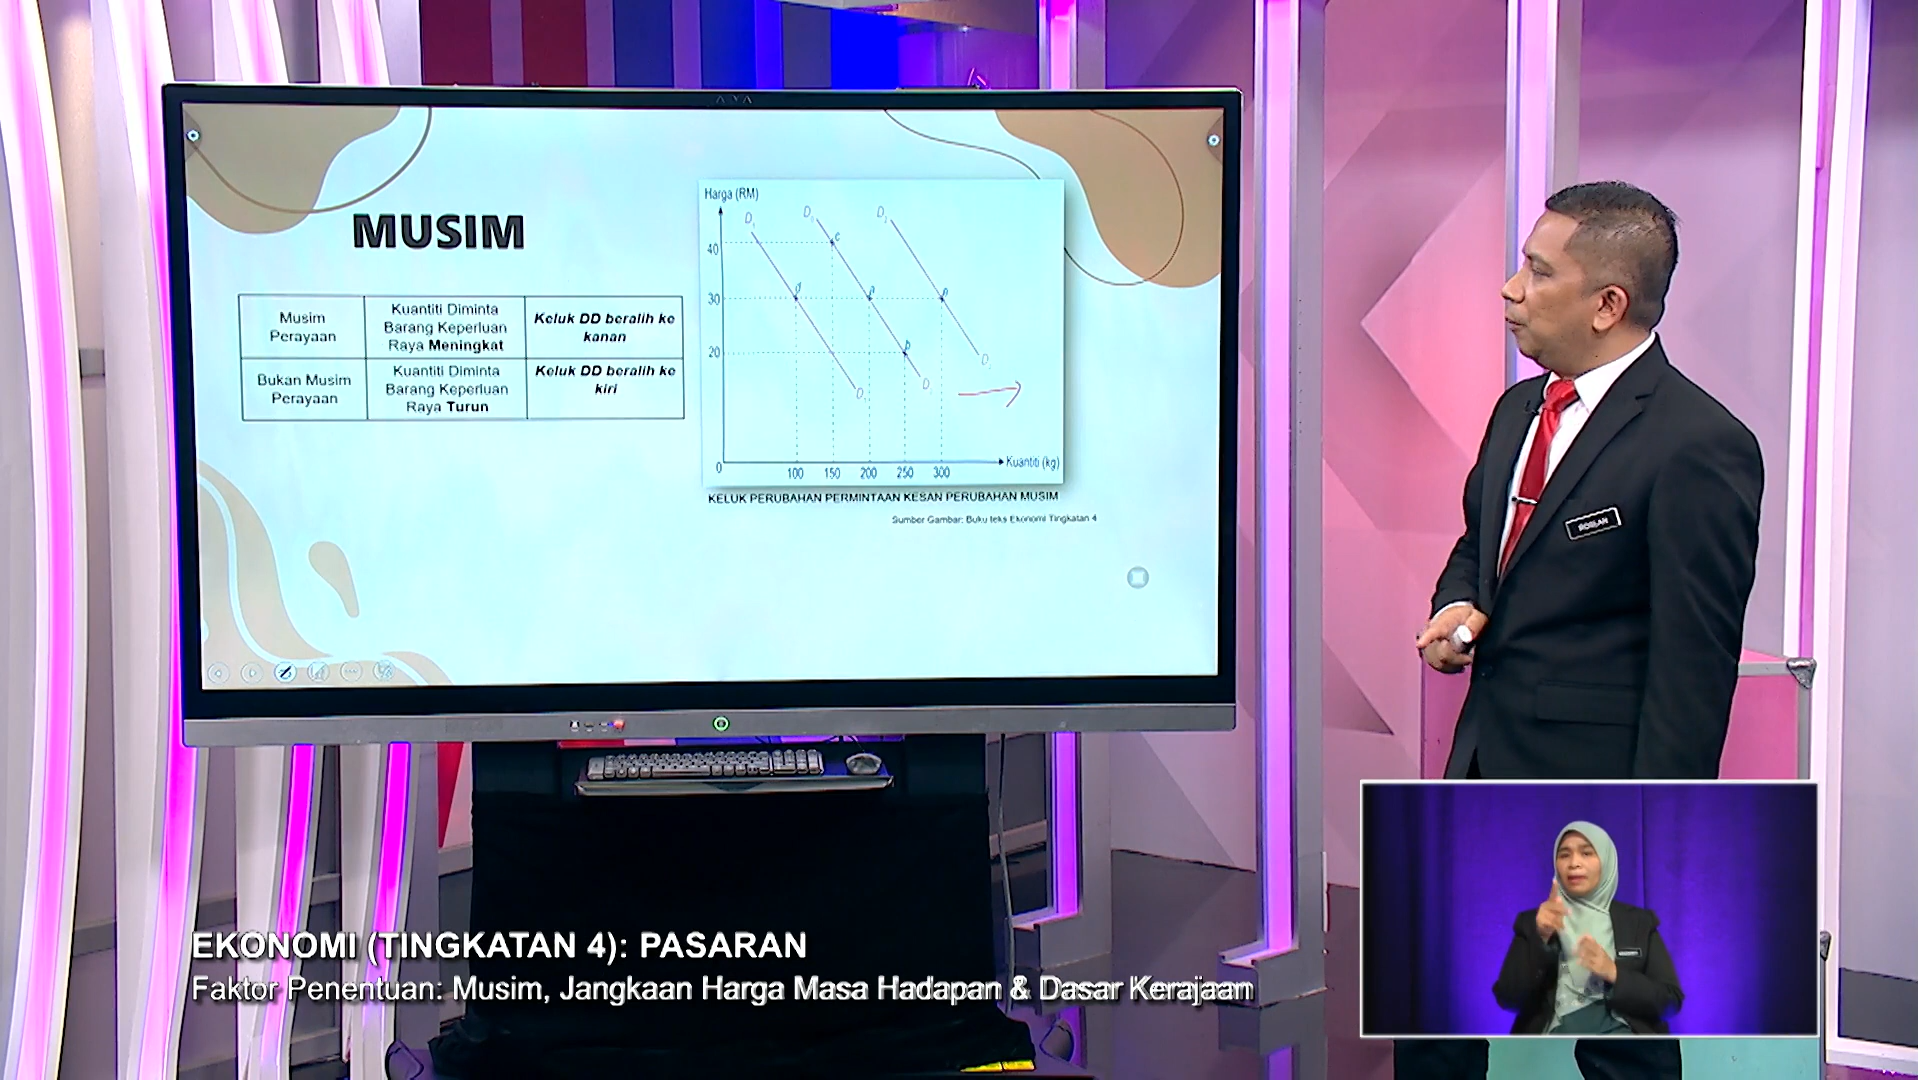 MUSIM
Musim
Perayaan
Kuantiti Diminta
Barang Keperluan
Raya Meningkat
Keluk DD beralih ke
kanan
Bukan Musim
Perayaan
Kuantiti Diminta
Barang Keperluan
Raya Turun
Keluk DD beralih ke
kiri
Harga (RM)
D D D
40 c
30 d a e
20 b
D D D
0 100 150 200 250 300 Kuantiti (kg)
KELUK PERUBAHAN PERMINTAAN KESAN PERUBAHAN MUSIM
Sumber Gambar: Buku teks Ekonomi Tingkatan 4
ROSLAN
EKONOMI (TINGKATAN 4): PASARAN
Faktor Penentuan: Musim, Jangkaan Harga Masa Hadapan & Dasar Kerajaan